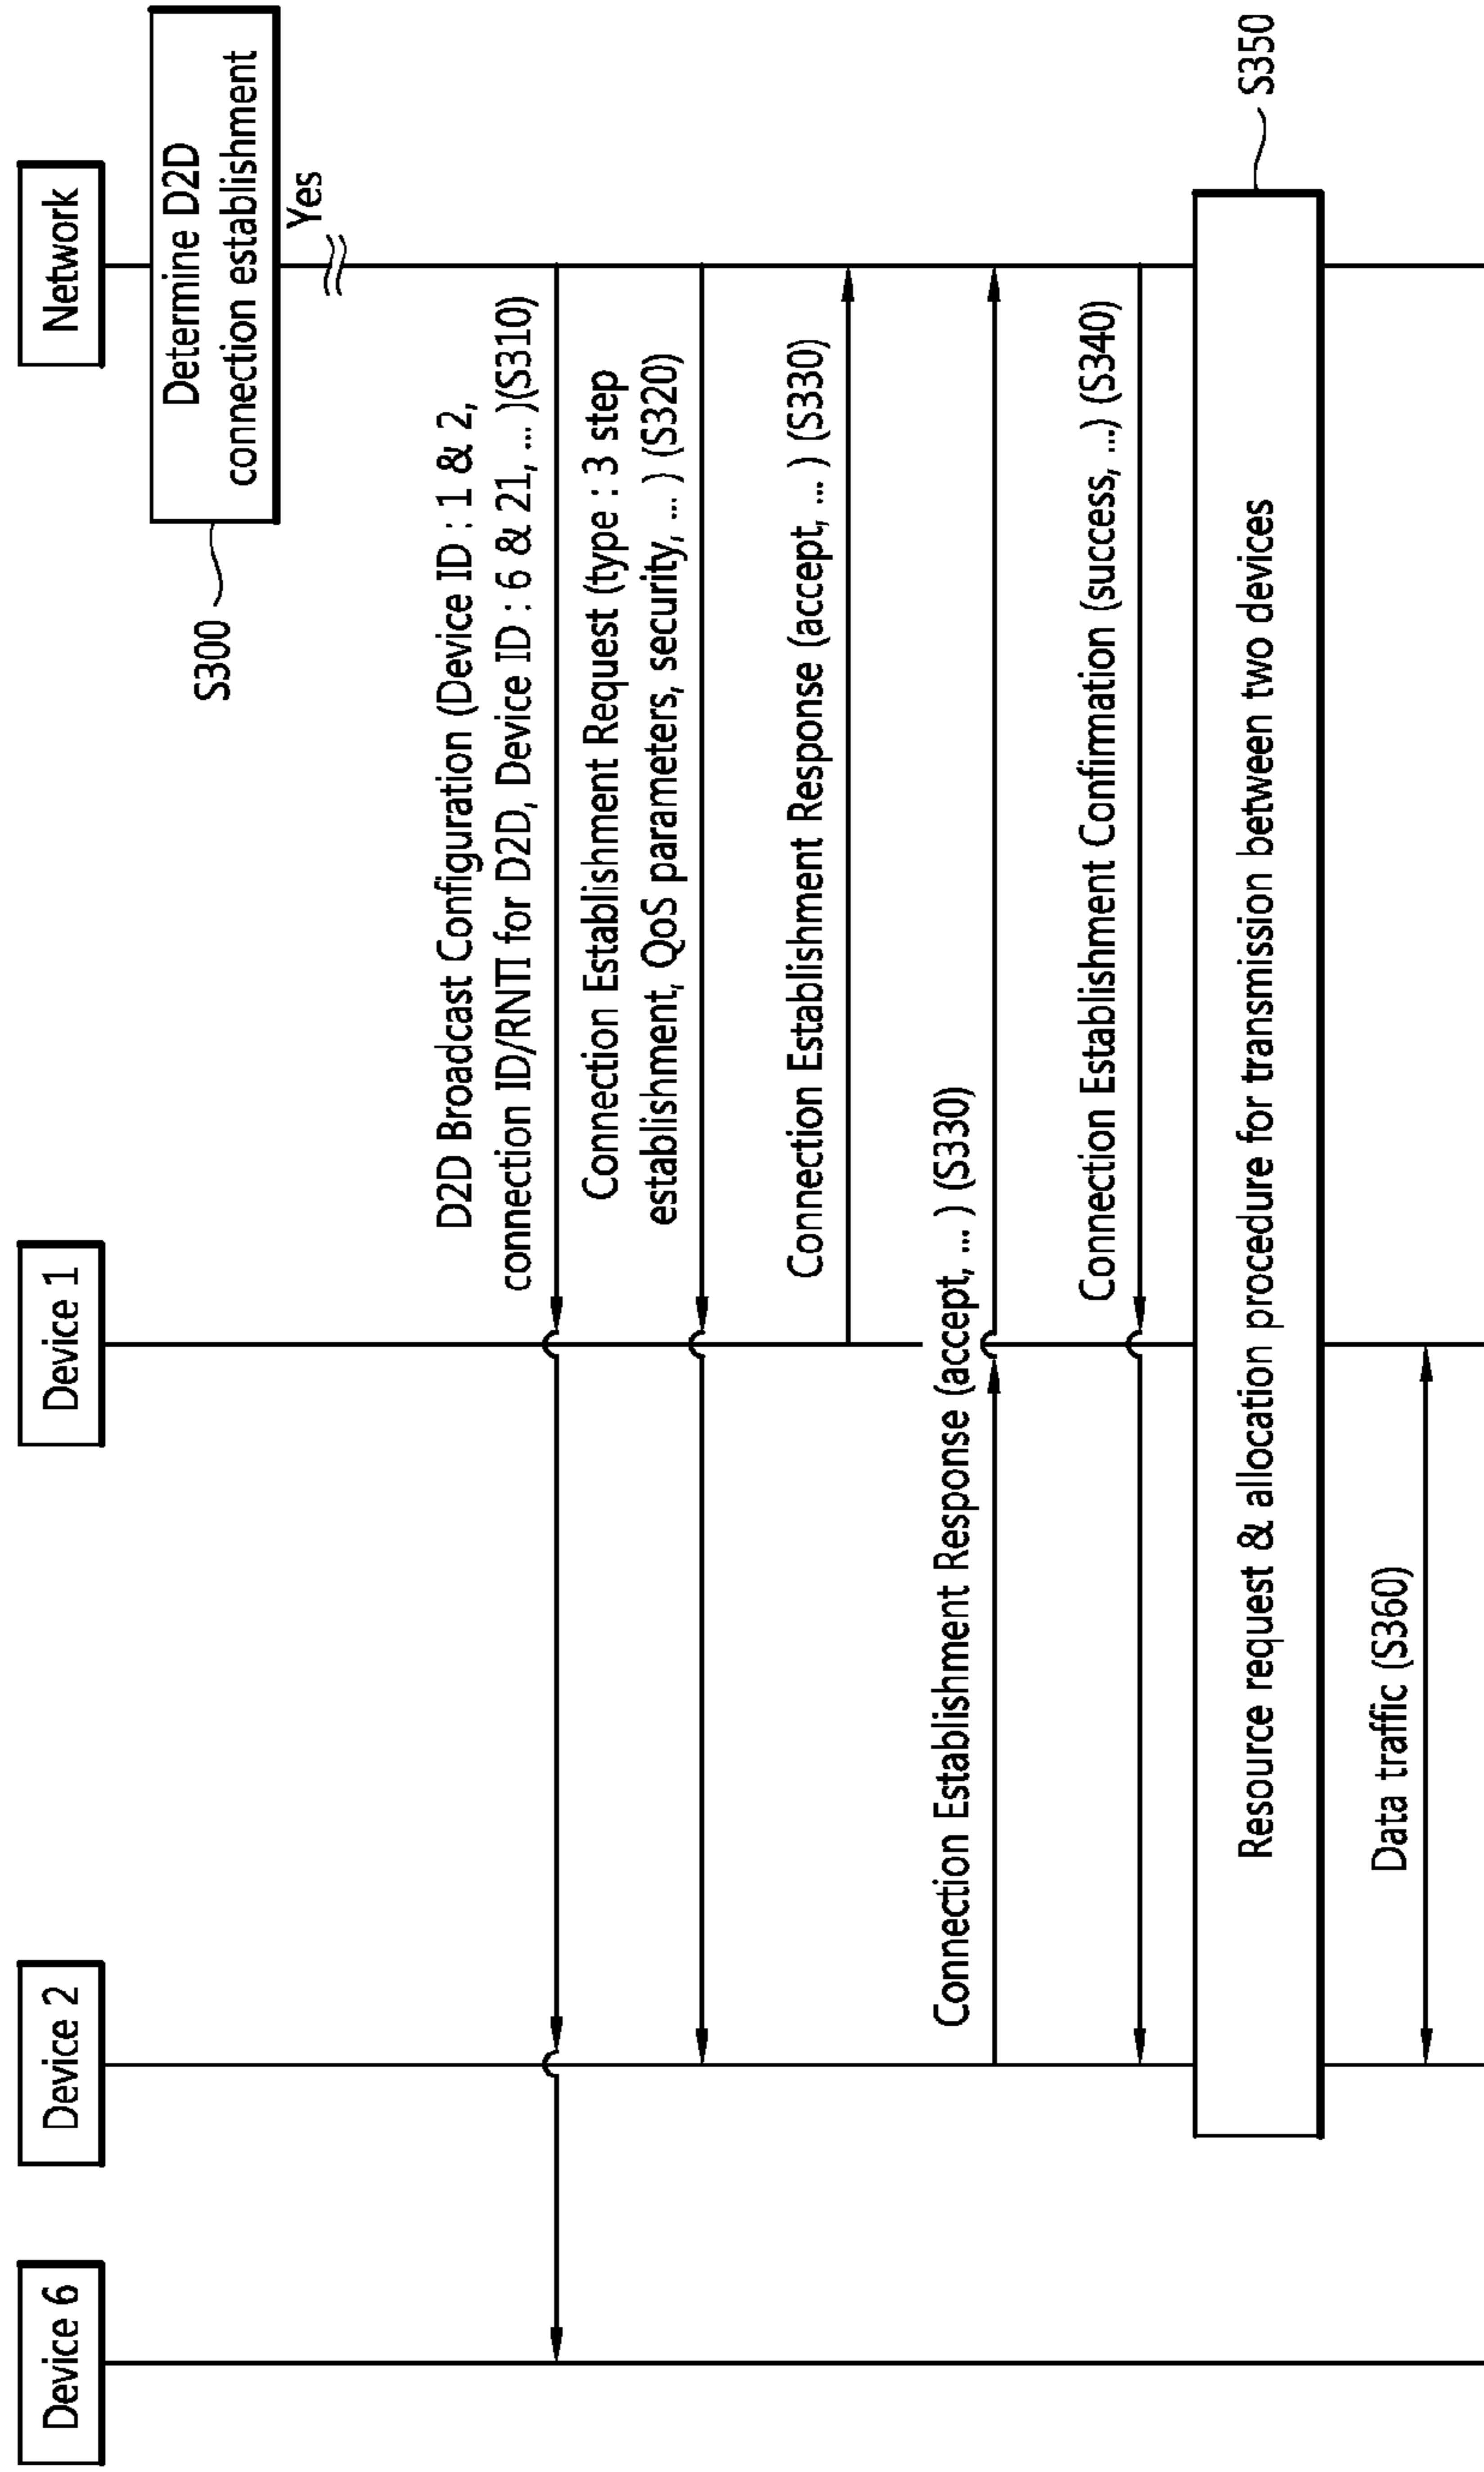 Device 6
Device 2
Device 1
Network
Determine D2D
connection establishment
S300
Yes
D2D Broadcast Configuration (Device ID : 1 & 2,
connection ID/RNTI for D2D, Device ID : 6 & 21, ... )(S310)
Connection Establishment Request (type : 3 step
establishment, QoS parameters, security, ... ) (S320)
Connection Establishment Response (accept, ... ) (S330)
Connection Establishment Response (accept, ... ) (S330)
Connection Establishment Confirmation (success, ...) (S340)
Resource request & allocation procedure for transmission between two devices
S350
Data traffic (S360)